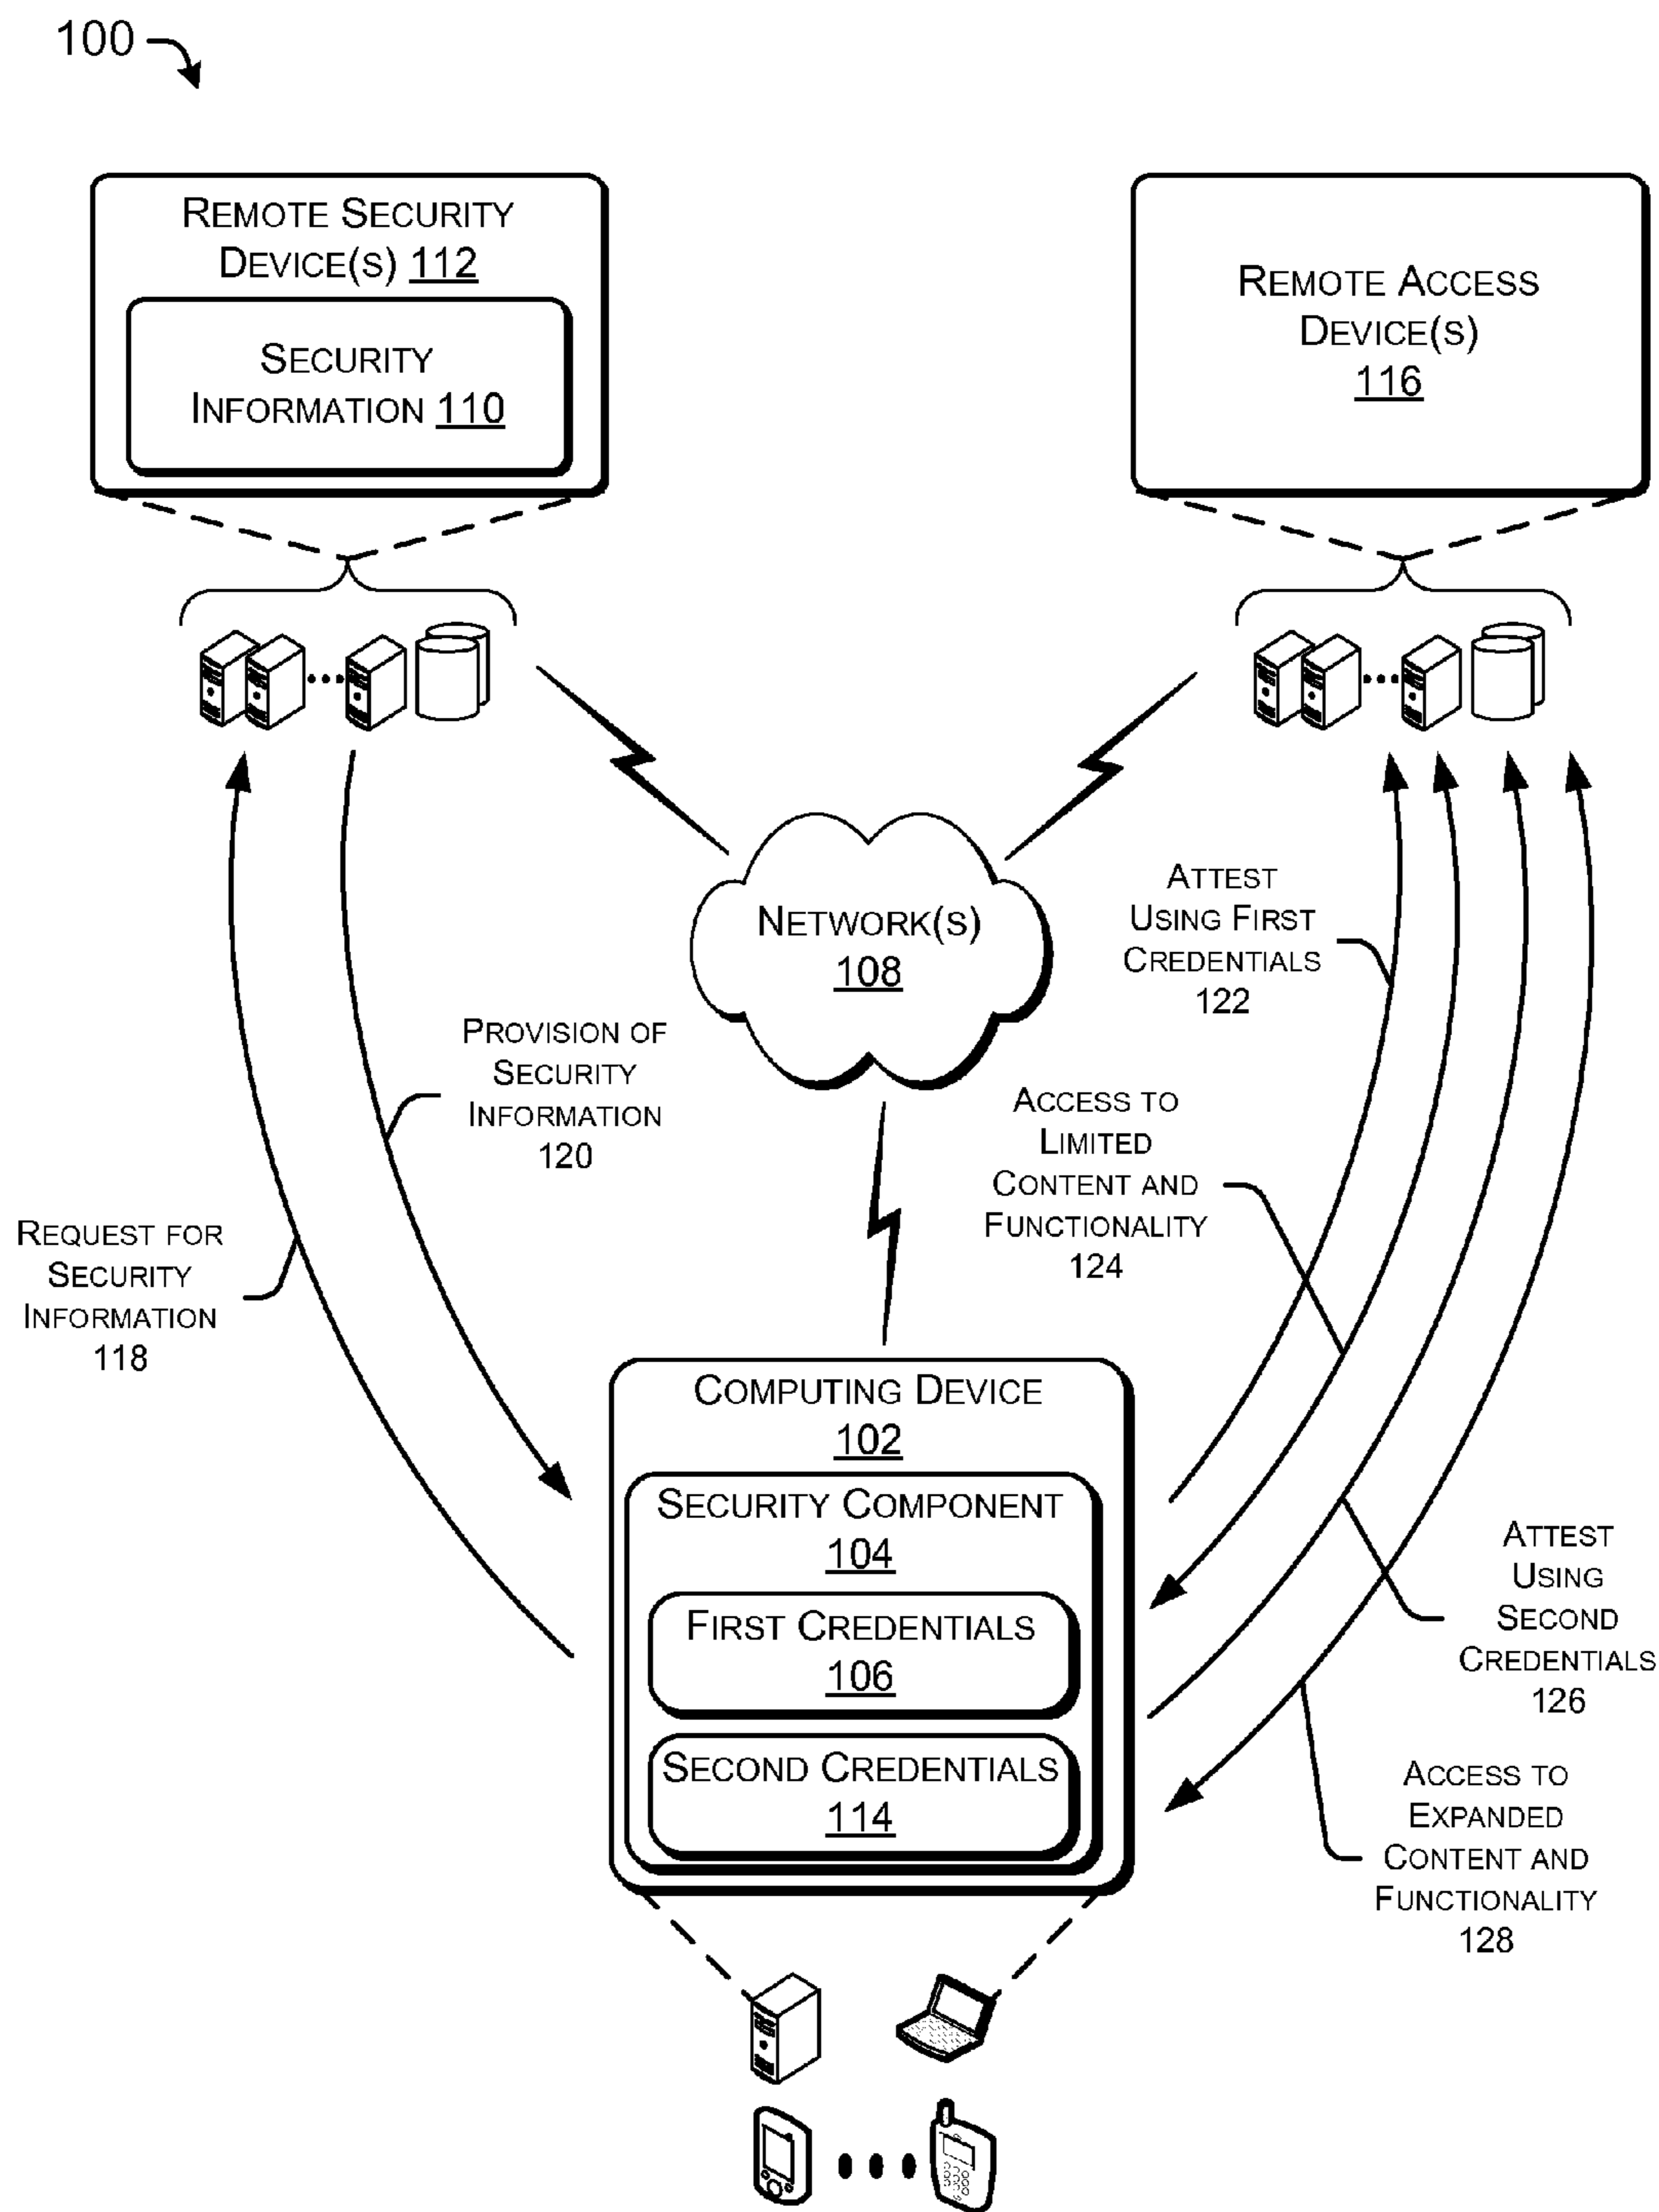 100
REMOTE SECURITY
DEVICE(S) 112
SECURITY
INFORMATION 110
REMOTE ACCESS
DEVICE(S)
116
NETWORK(S)
108
ATTEST
USING FIRST
CREDENTIALS
122
PROVISION OF
SECURITY
INFORMATION
120
ACCESS TO
LIMITED
CONTENT AND
FUNCTIONALITY
124
REQUEST FOR
SECURITY
INFORMATION
118
COMPUTING DEVICE
102
SECURITY COMPONENT
104
FIRST CREDENTIALS
106
SECOND CREDENTIALS
114
ATTEST
USING
SECOND
CREDENTIALS
126
ACCESS TO
EXPANDED
CONTENT AND
FUNCTIONALITY
128